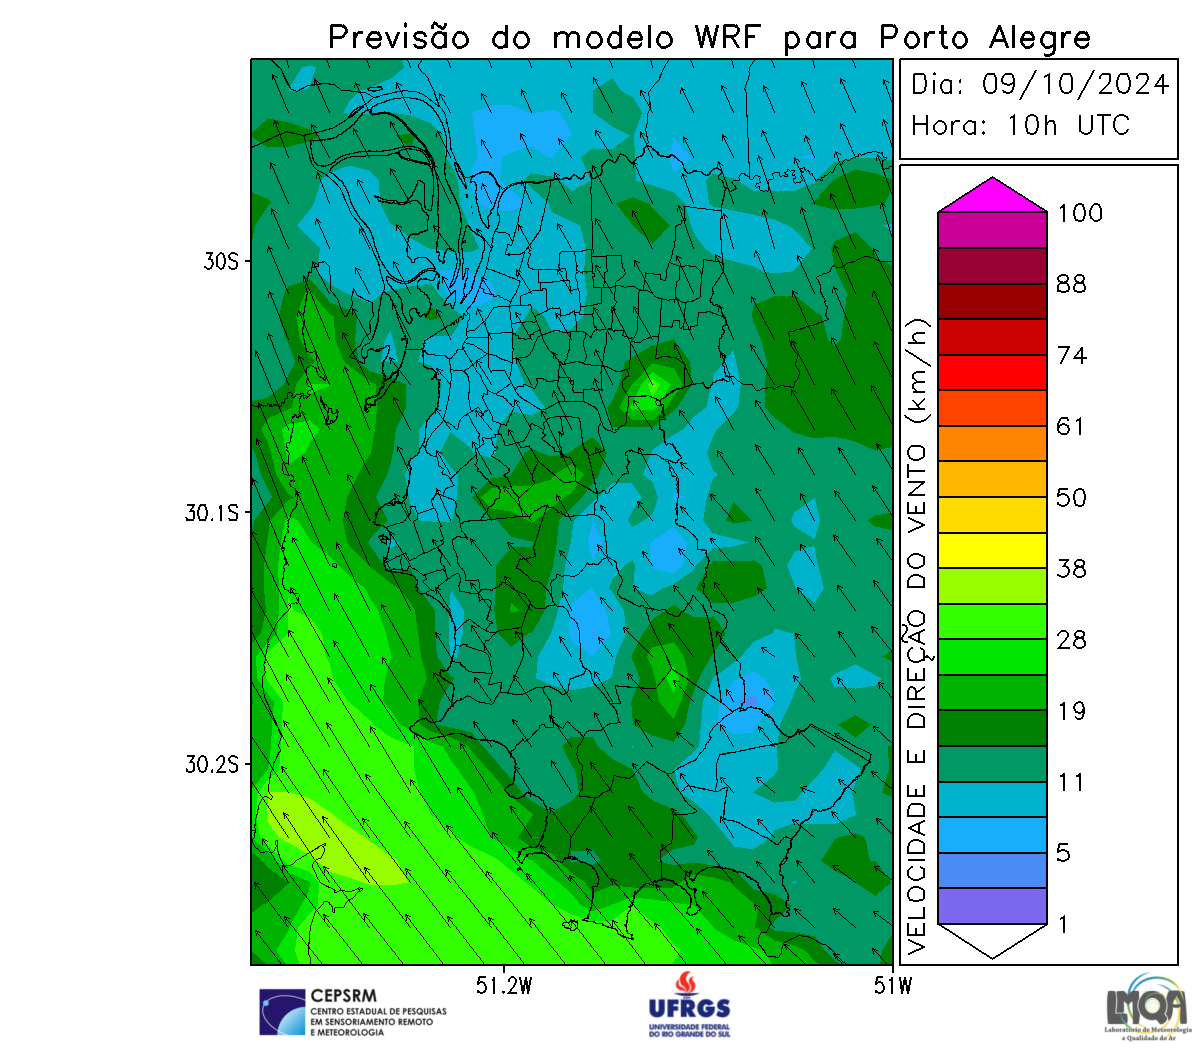 Previsão do modelo WRF para Porto Alegre
Dia: 09/10/2024
Hora: 10h UTC
30S
30.1S
30.2S
51.2W
51W
VELOCIDADE E DIREÇÃO DO VENTO (km/h)
100
88
74
61
50
38
28
19
11
5
1
CEPSRM
CENTRO ESTADUAL DE PESQUISAS
EM SENSORIAMENTO REMOTO
E METEOROLOGIA
UFRGS
UNIVERSIDADE FEDERAL
DO RIO GRANDE DO SUL
LMQA
Laboratório de Meteorologia
e Qualidade do Ar